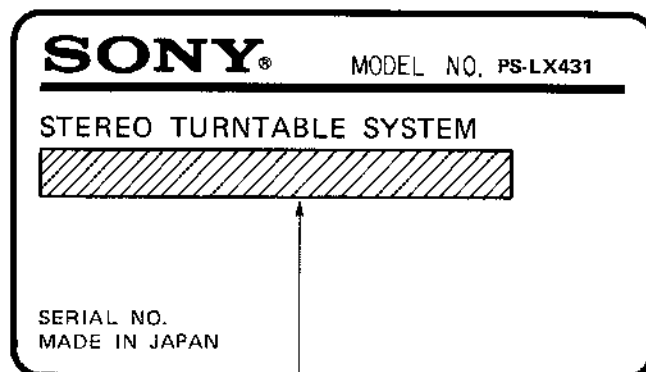 SONY® MODEL NO. PS-LX431
STEREO TURNTABLE SYSTEM
SERIAL NO.
MADE IN JAPAN